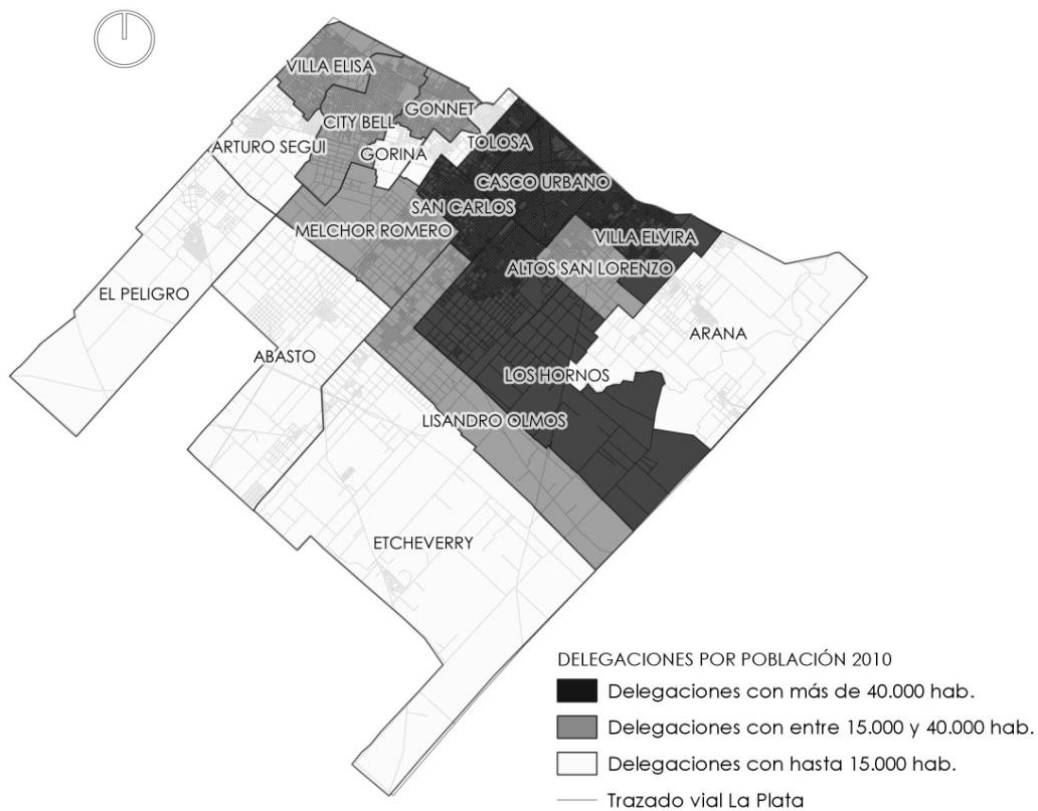 VILLA ELISA
GONNET
CITY BELL
TOLOSA
ARTURO SEGUI
GORINA
CASCO URBANO
SAN CARLOS
MELCHOR ROMERO
VILLA ELVIRA
ALTOS SAN LORENZO
EL PELIGRO
ARANA
ABASTO
LOS HORNOS
LISANDRO OLMOS
ETCHEVERRY
DELEGACIONES POR POBLACIÓN 2010
Delegaciones con más de 40.000 hab.
Delegaciones con entre 15.000 y 40.000 hab.
Delegaciones con hasta 15.000 hab.
Trazado vial La Plata